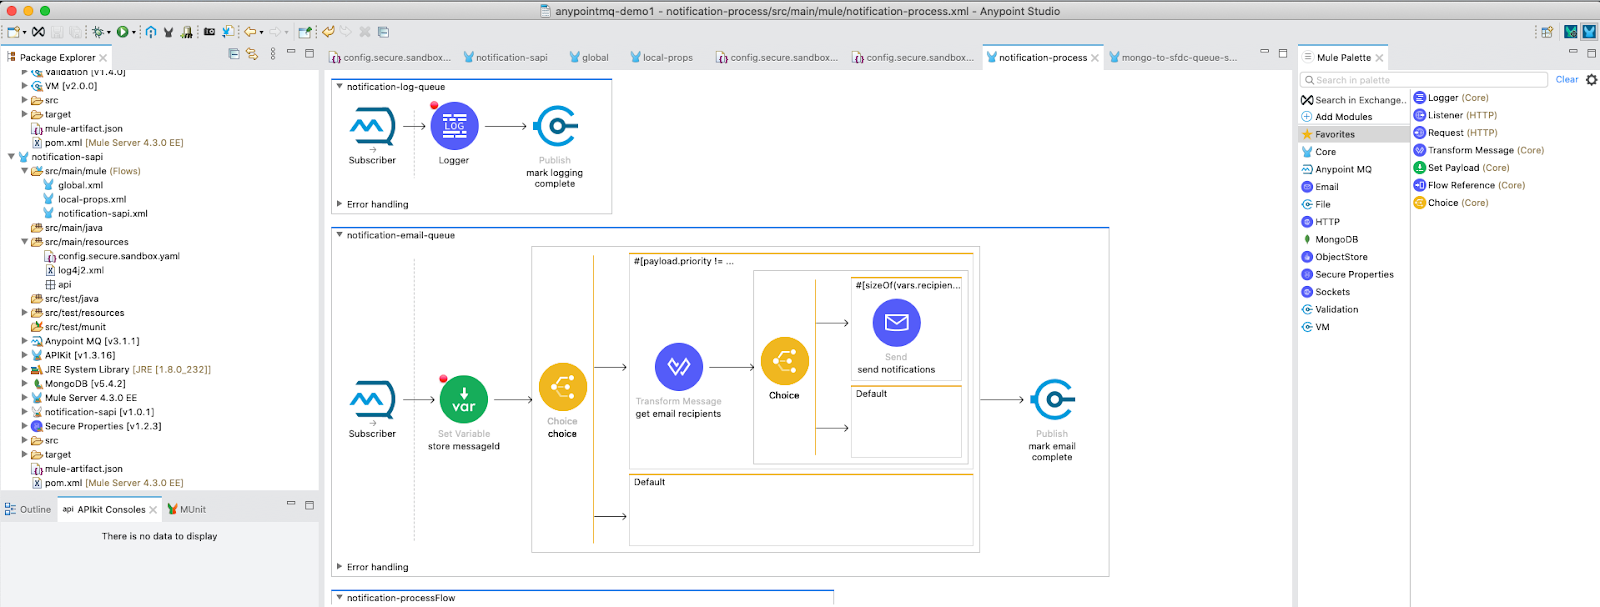 anypointmq-demo1 - notification-process/src/main/mule/notification-process.xml - Anypoint Studio
Package Explorer
Validation [v1.4.0]
VM [v2.0.0]
src
target
mule-artifact.json
pom.xml [Mule Server 4.3.0 EE]
notification-sapi
src/main/mule (Flows)
global.xml
local-props.xml
notification-sapi.xml
src/main/java
src/main/resources
config.secure.sandbox.yaml
log4j2.xml
api
src/test/java
src/test/resources
src/test/munit
Anypoint MQ [v3.1.1]
APIKit [v1.3.16]
JRE System Library [JRE [1.8.0_232]]
MongoDB [v5.4.2]
Mule Server 4.3.0 EE
notification-sapi [v1.0.1]
Secure Properties [v1.2.3]
src
target
mule-artifact.json
pom.xml [Mule Server 4.3.0 EE]
Outline
api APIkit Consoles
MUnit
There is no data to display
config.secure.sandbox...
notification-sapi
global
local-props
config.secure.sandbox...
config.secure.sandbox...
notification-process
mongo-to-sfdc-queue-s...
notification-log-queue
Subscriber
LOG
Logger
Publish
mark logging
complete
Error handling
notification-email-queue
Subscriber
var
Set Variable
store messageId
Choice
choice
#[payload.priority != ...
Transform Message
get email recipients
Choice
#[sizeOf(vars.recipien...
Send
send notifications
Default
Default
Publish
mark email
complete
Error handling
notification-processFlow
Mule Palette
Search in palette
Clear
Search in Exchange..
Add Modules
Favorites
Core
Anypoint MQ
Email
File
HTTP
MongoDB
ObjectStore
Secure Properties
Sockets
Validation
VM
Logger (Core)
Listener (HTTP)
Request (HTTP)
Transform Message (Core)
Set Payload (Core)
Flow Reference (Core)
Choice (Core)